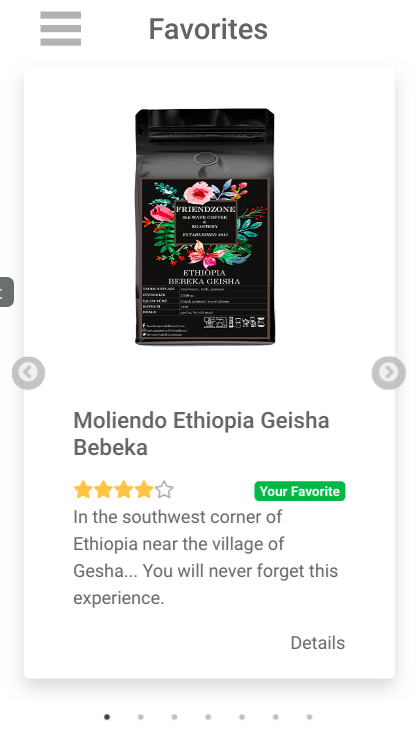 Favorites
FRIENDZONE
3rd WAVE COFFEE
&
ROASTERY
ESTABLISHED 2015
ETHIOPIA
BEBEKA GEISHA
Moliendo Ethiopia Geisha
Bebeka
Your Favorite
In the southwest corner of
Ethiopia near the village of
Gesha... You will never forget this
experience.
Details